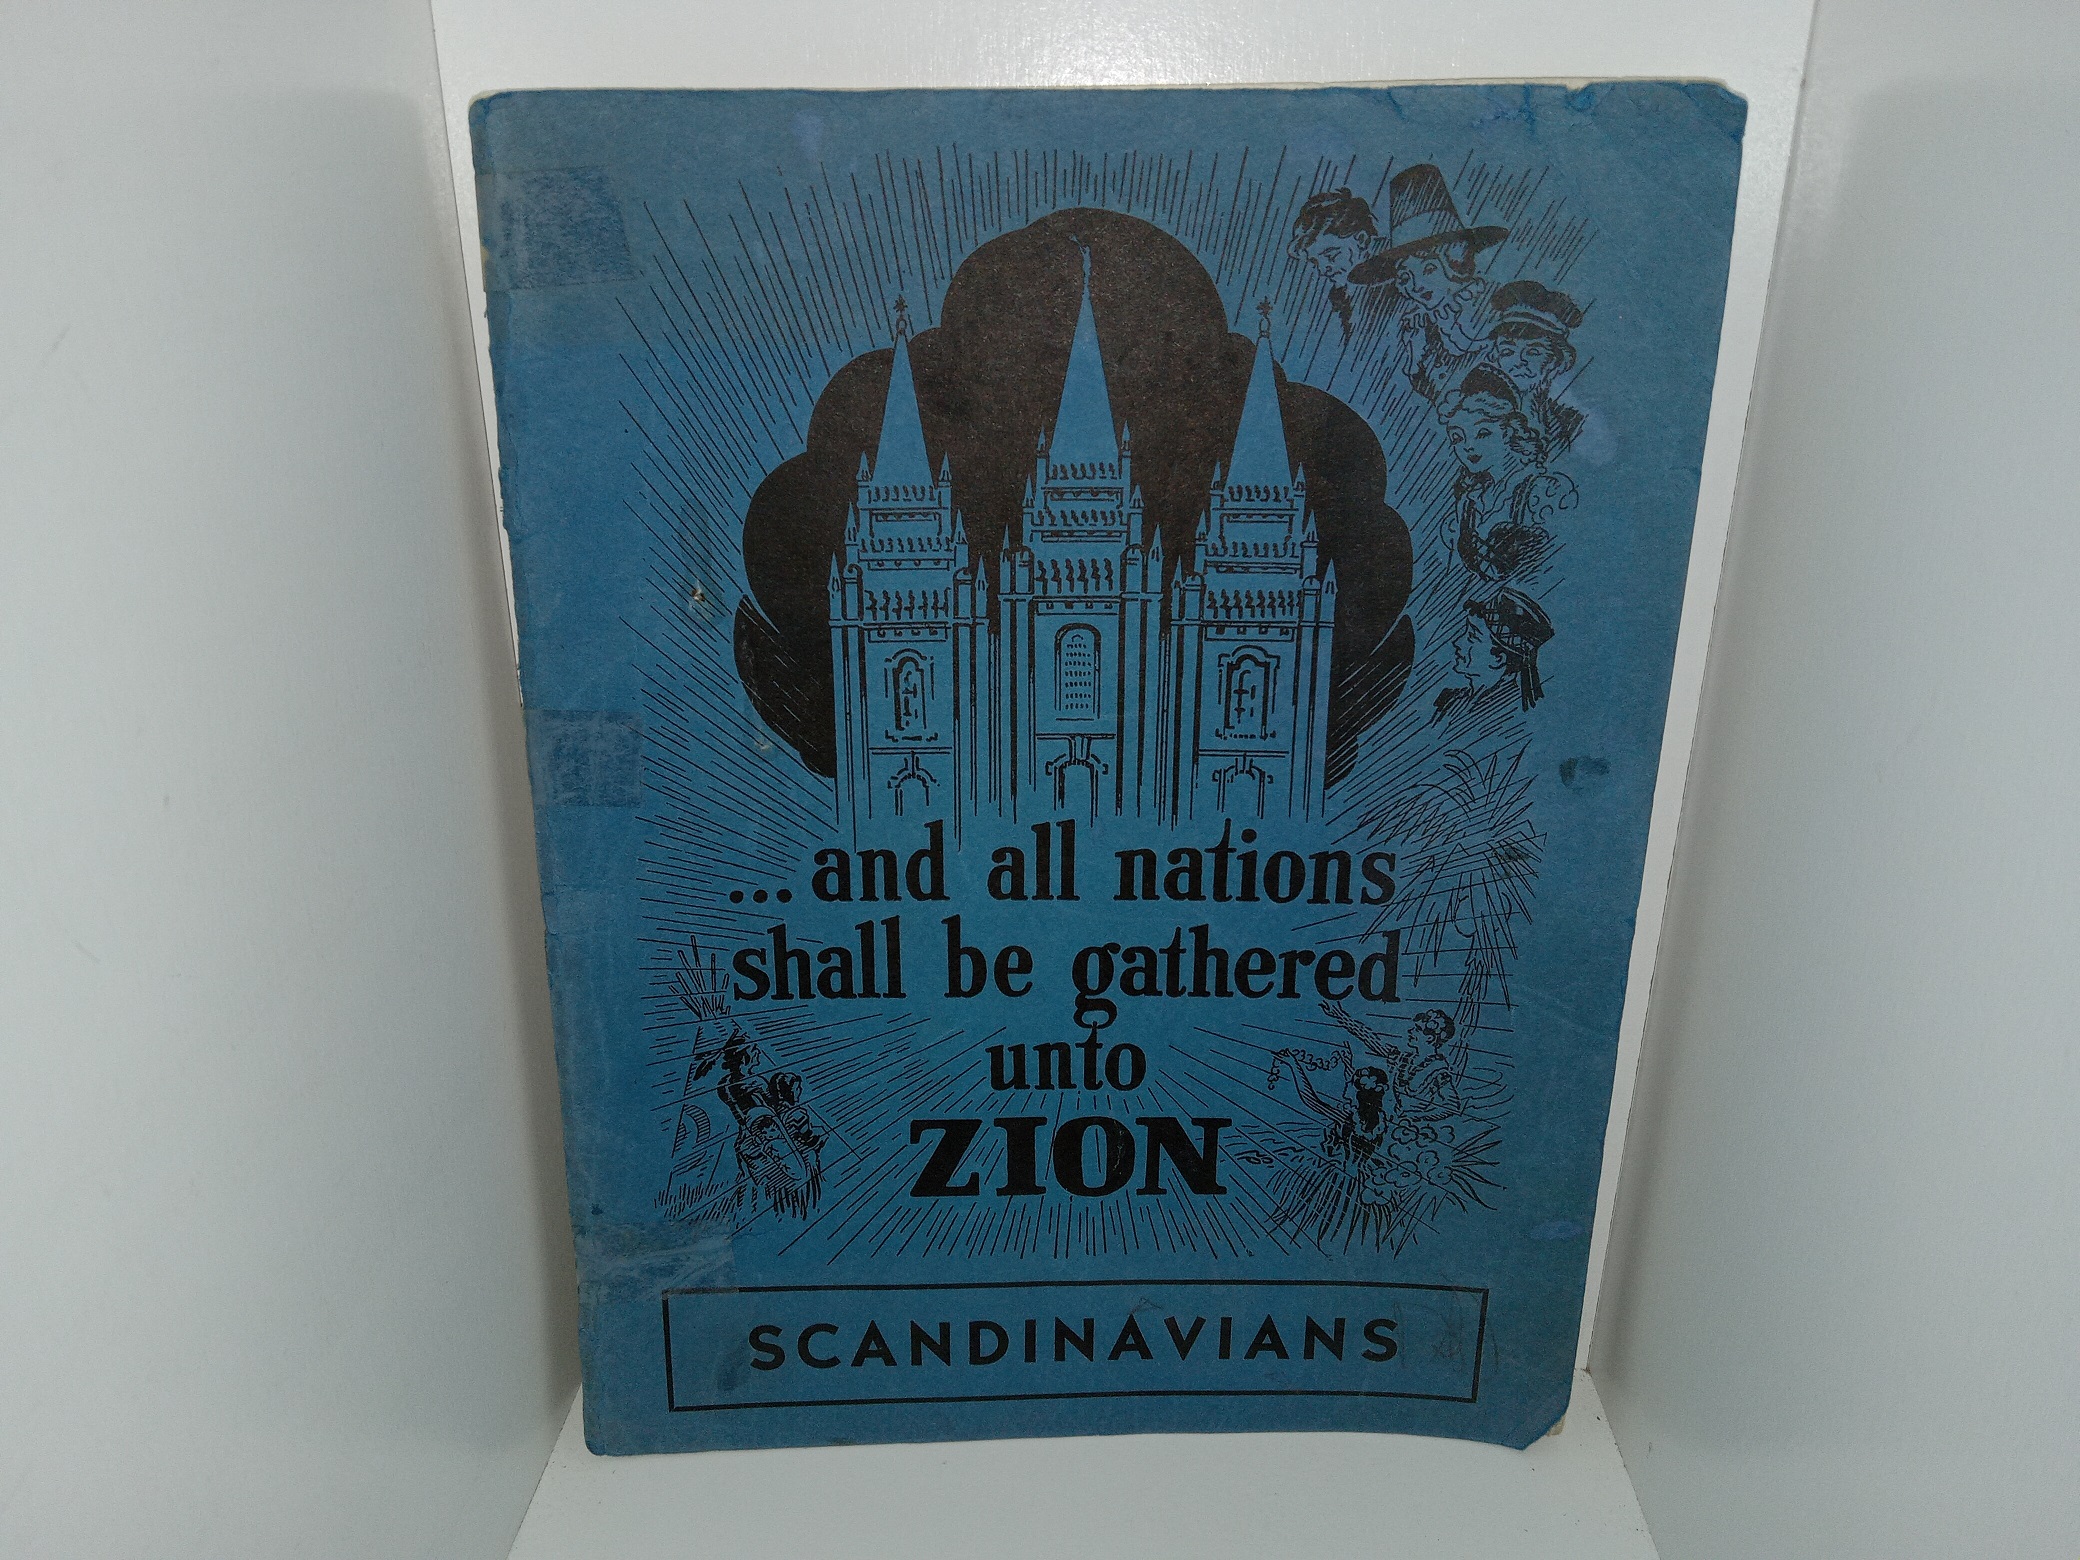 ...and all nations
shall be gathered
unto
ZION
SCANDINAVIANS